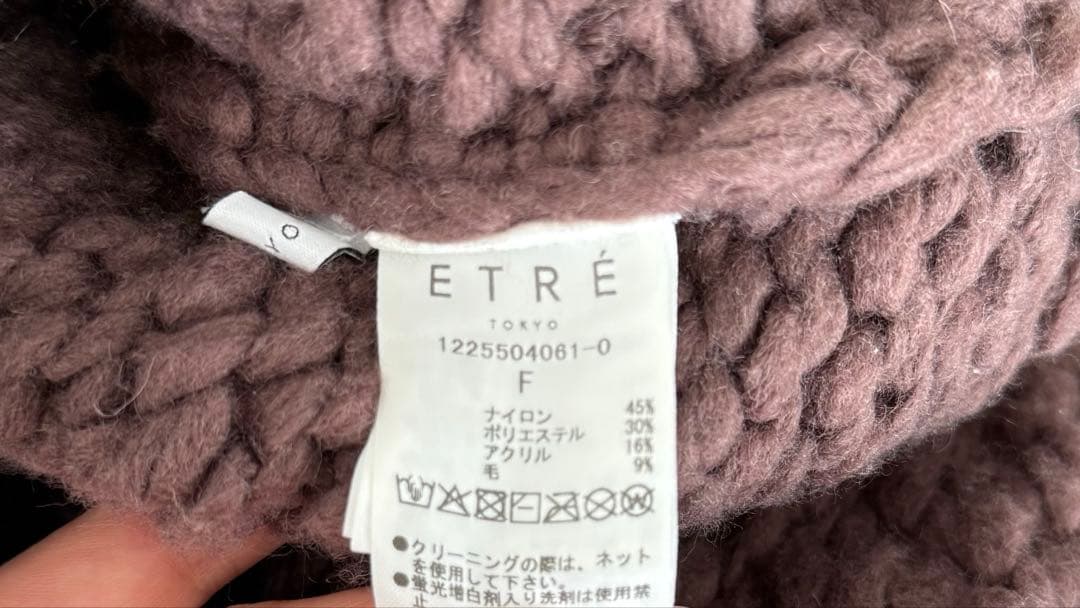 ETRÉ
TOKYO
1225504061-0
F
ナイロン 45%
ポリエステル 30%
アクリル 16%
毛 9%
●クリーニングの際は、ネット
を使用して下さい。
●蛍光増白剤入り洗剤は使用禁
止
yo